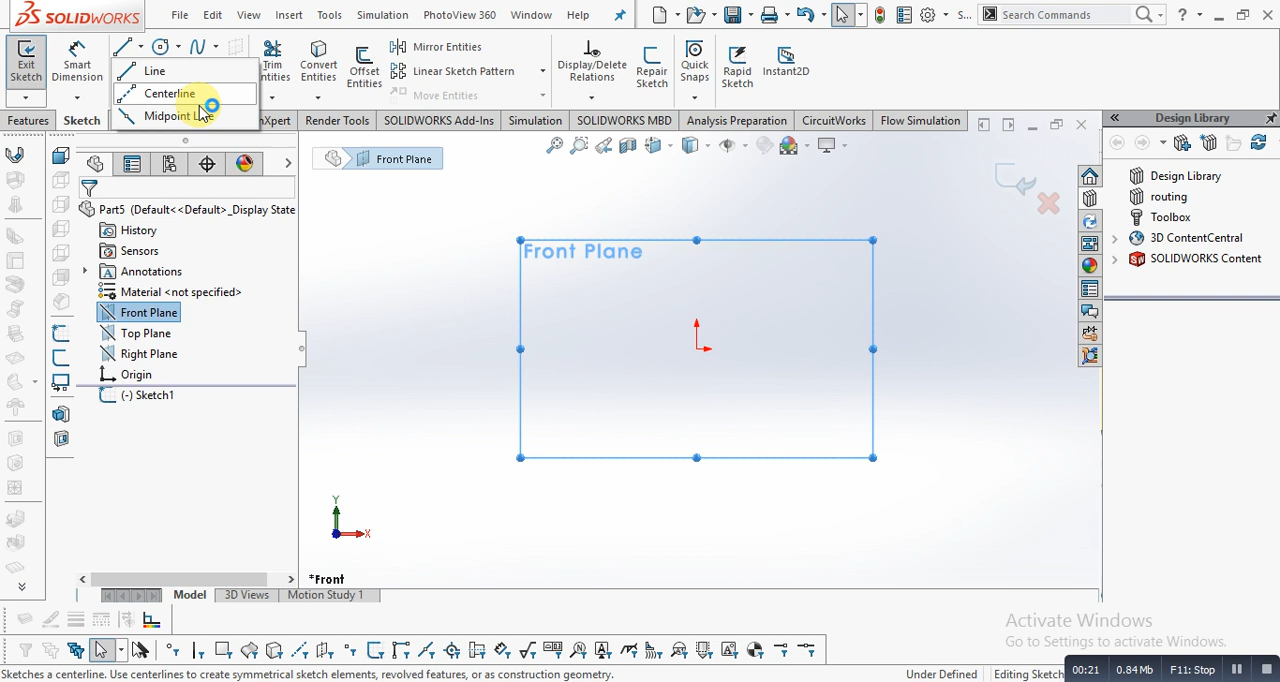 SOLIDWORKS File Edit View Insert Tools Simulation PhotoView 360 Window Help S... Search Commands ?
Exit Sketch
Smart Dimension
Trim Entities
Convert Entities
Offset Entities
Mirror Entities
Linear Sketch Pattern
Move Entities
Display/Delete Relations
Repair Sketch
Quick Snaps
Rapid Sketch
Instant2D
Line
Centerline
Midpoint Line
Features Sketch nXpert Render Tools SOLIDWORKS Add-Ins Simulation SOLIDWORKS MBD Analysis Preparation CircuitWorks Flow Simulation
Design Library
Front Plane
Part5 (Default<<Default>_Display State
History
Sensors
Annotations
Material <not specified>
Front Plane
Top Plane
Right Plane
Origin
(-) Sketch1
Front Plane
Y
X
*Front
Design Library
routing
Toolbox
3D ContentCentral
SOLIDWORKS Content
Model 3D Views Motion Study 1
Activate Windows
Go to Settings to activate Windows.
Sketches a centerline. Use centerlines to create symmetrical sketch elements, revolved features, or as construction geometry.
Under Defined Editing Sketch
00:21 0.84 Mb F11: Stop